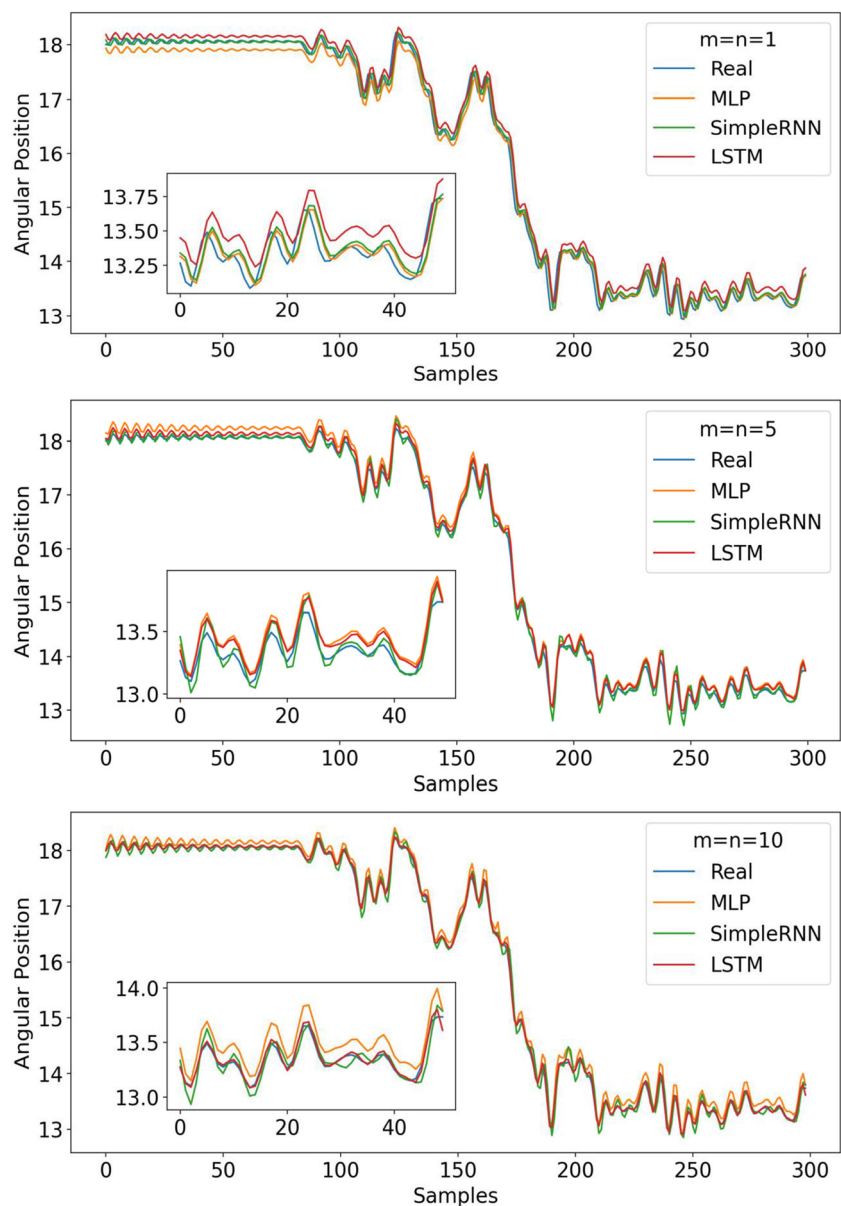 m=n=1
Real
MLP
SimpleRNN
LSTM
18
17
16
15
14
13
Angular Position
13.75
13.50
13.25
0
20
40
0
50
100
150
200
250
300
Samples
m=n=5
Real
MLP
SimpleRNN
LSTM
18
17
16
15
14
13
Angular Position
13.5
13.0
0
20
40
0
50
100
150
200
250
300
Samples
m=n=10
Real
MLP
SimpleRNN
LSTM
18
17
16
15
14
13
Angular Position
14.0
13.5
13.0
0
20
40
0
50
100
150
200
250
300
Samples